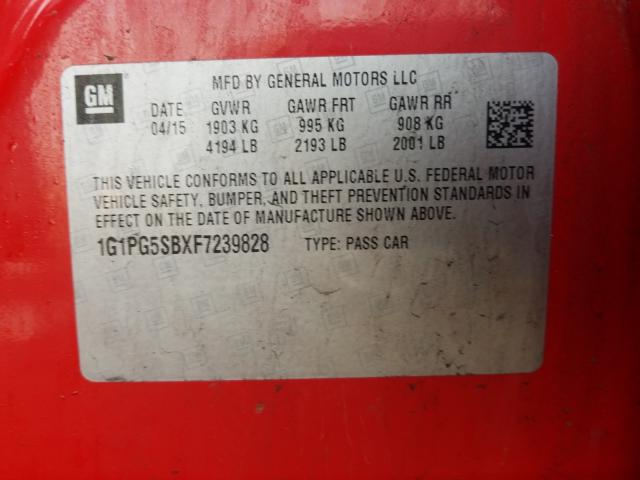 GM
MFD BY GENERAL MOTORS LLC
DATE GVWR GAWR FRT GAWR RR
04/15 1903 KG 995 KG 908 KG
4194 LB 2193 LB 2001 LB
THIS VEHICLE CONFORMS TO ALL APPLICABLE U.S. FEDERAL MOTOR
VEHICLE SAFETY, BUMPER, AND THEFT PREVENTION STANDARDS IN
EFFECT ON THE DATE OF MANUFACTURE SHOWN ABOVE.
1G1PG5SBXF7239828 TYPE: PASS CAR